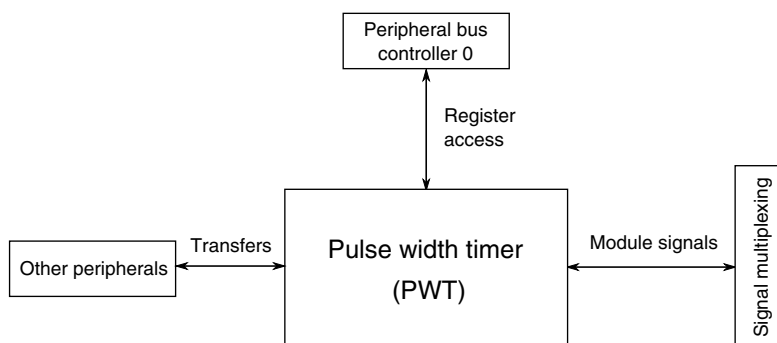 Peripheral bus
controller 0
Register
access
Other peripherals
Transfers
Pulse width timer
(PWT)
Module signals
Signal multiplexing